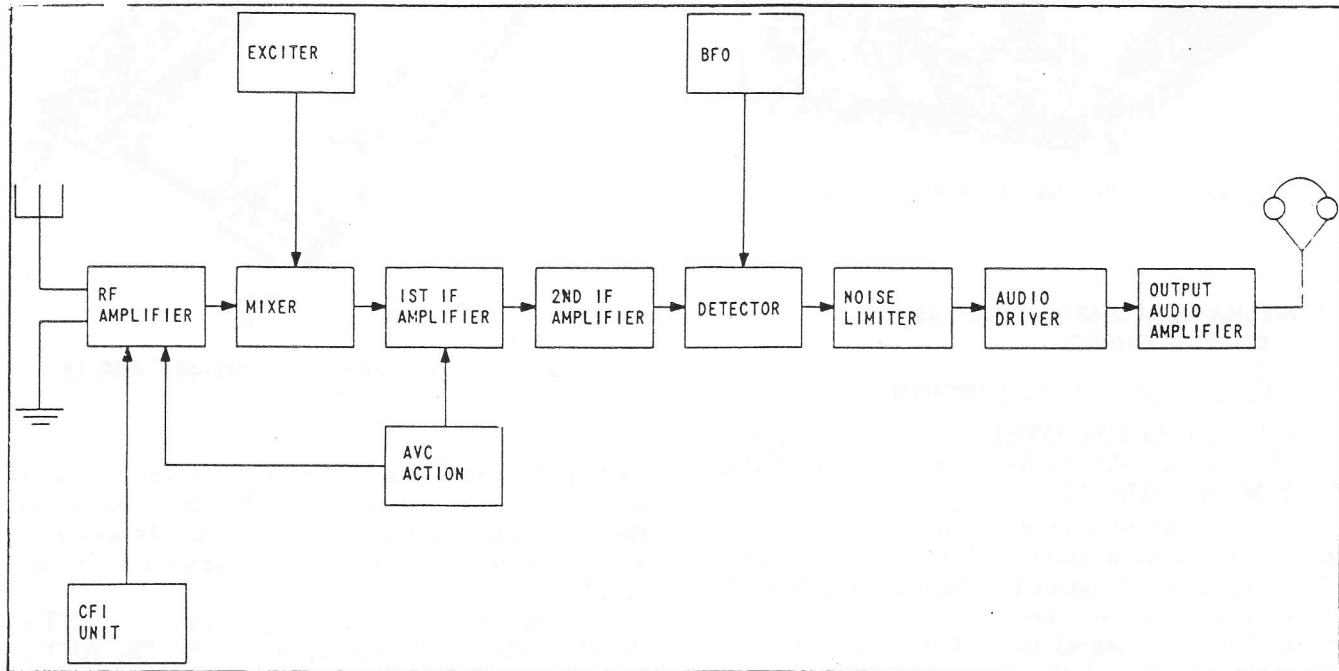 EXCITER
BFO
RF
AMPLIFIER
MIXER
1ST IF
AMPLIFIER
2ND IF
AMPLIFIER
DETECTOR
NOISE
LIMITER
AUDIO
DRIVER
OUTPUT
AUDIO
AMPLIFIER
AVC
ACTION
CFI
UNIT